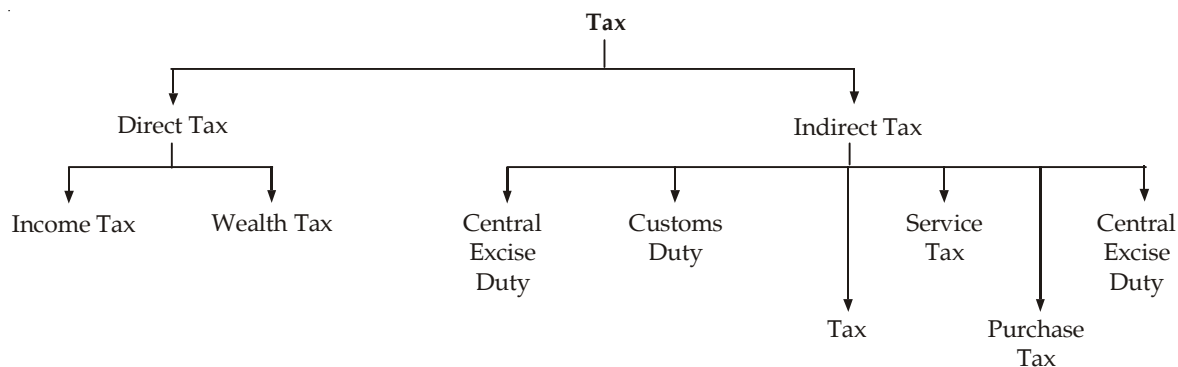 Tax
Direct Tax
Indirect Tax
Income Tax
Wealth Tax
Central
Excise
Duty
Customs
Duty
Service
Tax
Central
Excise
Duty
Tax
Purchase
Tax